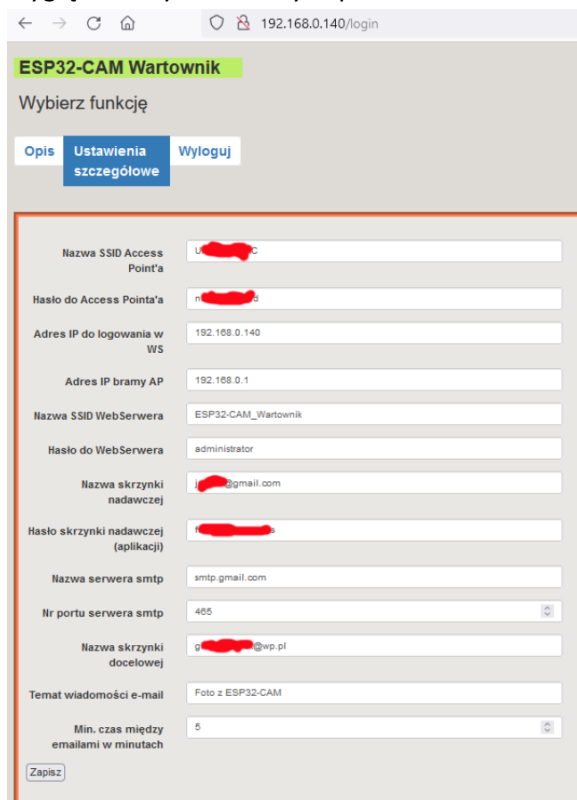 192.168.0.140/login
ESP32-CAM Wartownik
Wybierz funkcję
Opis Ustawienia szczegółowe Wyloguj
Nazwa SSID Access
Point'a
Hasło do Access Pointa'a
Adres IP do logowania w
WS
192.168.0.140
Adres IP bramy AP
192.168.0.1
Nazwa SSID WebSerwera
ESP32-CAM_Wartownik
Hasło do WebSerwera
administrator
Nazwa skrzynki
nadawczej
@gmail.com
Hasło skrzynki nadawczej
(aplikacji)
Nazwa serwera smtp
smtp.gmail.com
Nr portu serwera smtp
465
Nazwa skrzynki
docelowej
@wp.pl
Temat wiadomości e-mail
Foto z ESP32-CAM
Min. czas między
emailami w minutach
5
Zapisz